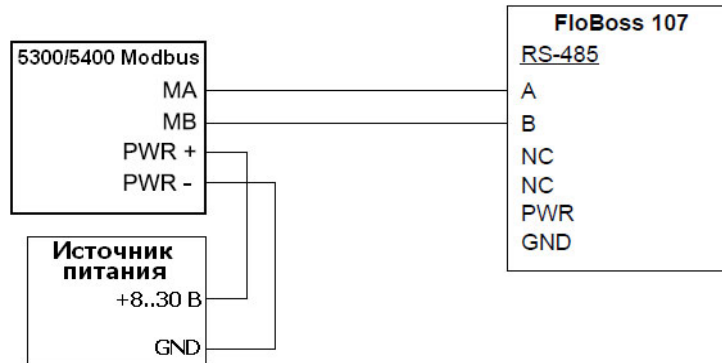 5300/5400 Modbus
MA
MB
PWR +
PWR -
Источник
питания
+8..30 В
GND
FloBoss 107
RS-485
A
B
NC
NC
PWR
GND